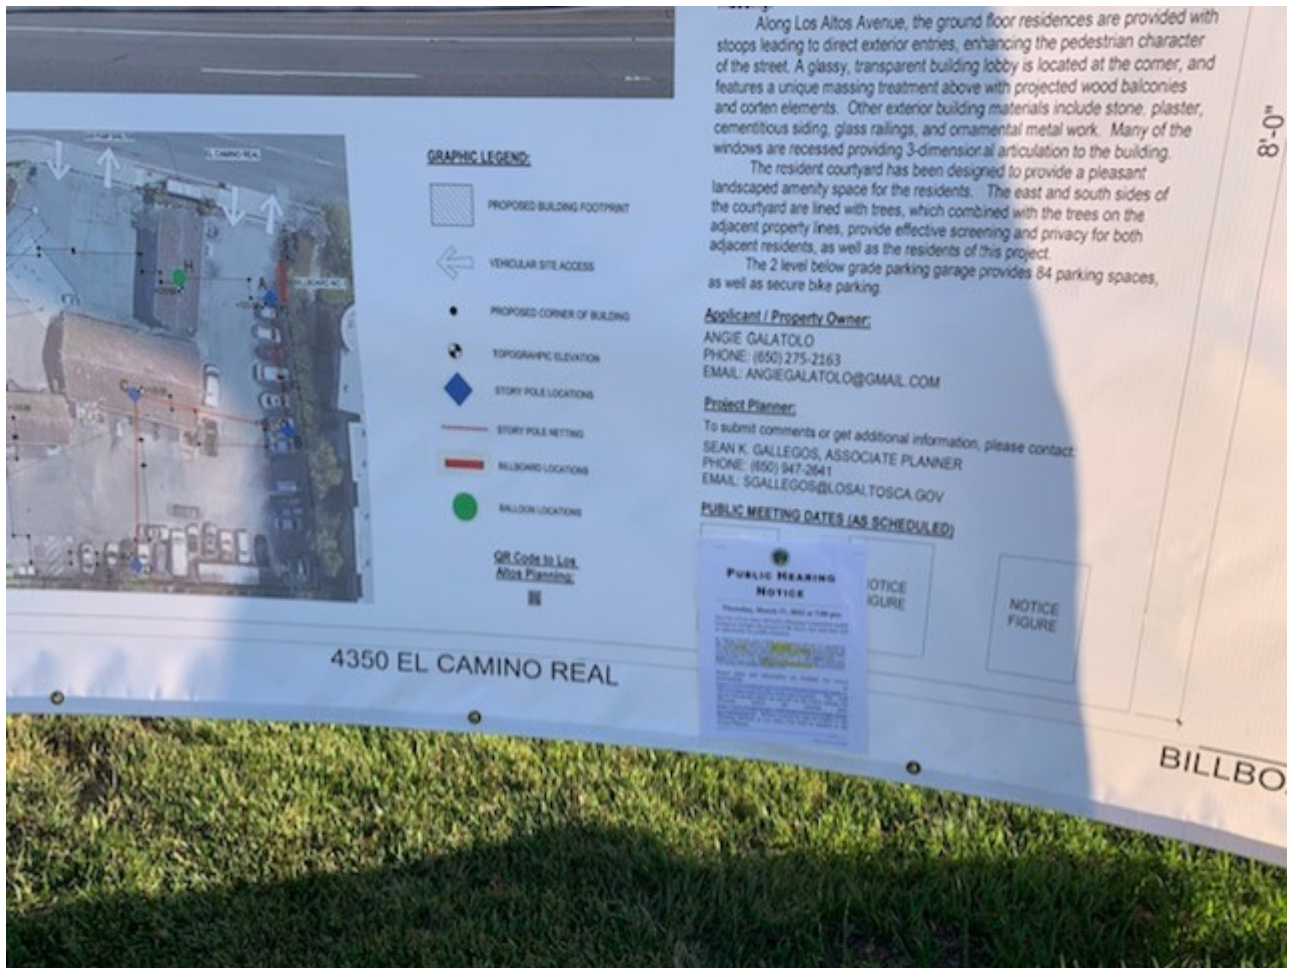 Along Los Altos Avenue, the ground floor residences are provided with
stoops leading to direct exterior entries, enhancing the pedestrian character
of the street. A glassy, transparent building lobby is located at the corner, and
features a unique massing treatment above with projected wood balconies
and corten elements. Other exterior building materials include stone, plaster,
cementitious siding, glass railings, and ornamental metal work. Many of the
windows are recessed providing 3-dimensional articulation to the building.
The resident courtyard has been designed to provide a pleasant
landscaped amenity space for the residents. The east and south sides of
the courtyard are lined with trees, which combined with the trees on the
adjacent property lines, provide effective screening and privacy for both
adjacent residents, as well as the residents of this project.
The 2 level below grade parking garage provides 84 parking spaces,
as well as secure bike parking.
Applicant / Property Owner:
ANGIE GALATOLO
PHONE: (650) 275-2163
EMAIL: ANGIEGALATOLO@GMAIL.COM
Project Planner:
To submit comments or get additional information, please contact:
SEAN K. GALLEGOS, ASSOCIATE PLANNER
PHONE: (650) 947-2641
EMAIL: SGALLEGOS@LOSALTOSCA.GOV
PUBLIC MEETING DATES (AS SCHEDULED)
PUBLIC HEARING
NOTICE
OTICE
IGURE
NOTICE
FIGURE
8'-0"
EL CAMINO REAL
H
A
C
GRAPHIC LEGEND:
PROPOSED BUILDING FOOTPRINT
VEHICULAR SITE ACCESS
PROPOSED CORNER OF BUILDING
TOPOGRAHPIC ELEVATION
STORY POLE LOCATIONS
STORY POLE NETTING
BILLBOARD LOCATIONS
BALLOON LOCATIONS
QR Code to Los
Altos Planning:
4350 EL CAMINO REAL
BILLBO